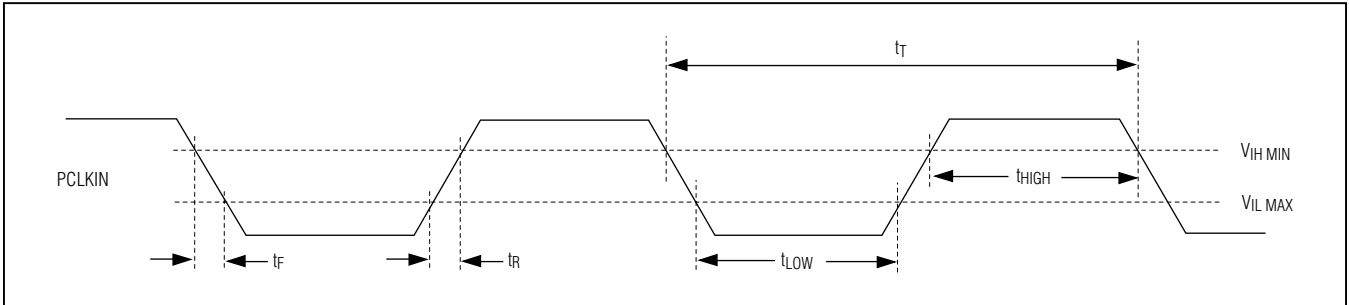 tT
VIH MIN
PCLKIN
tHIGH
VIL MAX
tF
tR
tLOW